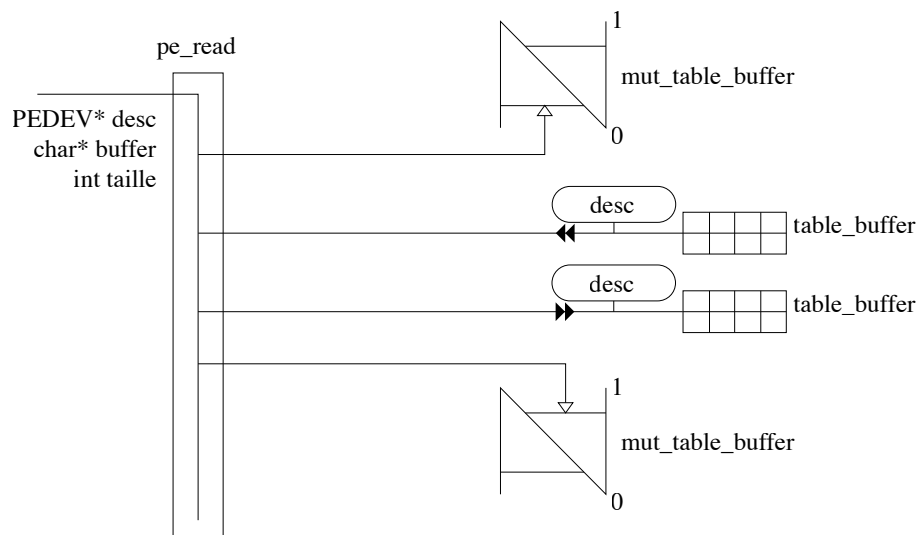 pe_read
PEDEV* desc
char* buffer
int taille
1
mut_table_buffer
0
desc
table_buffer
desc
table_buffer
1
mut_table_buffer
0